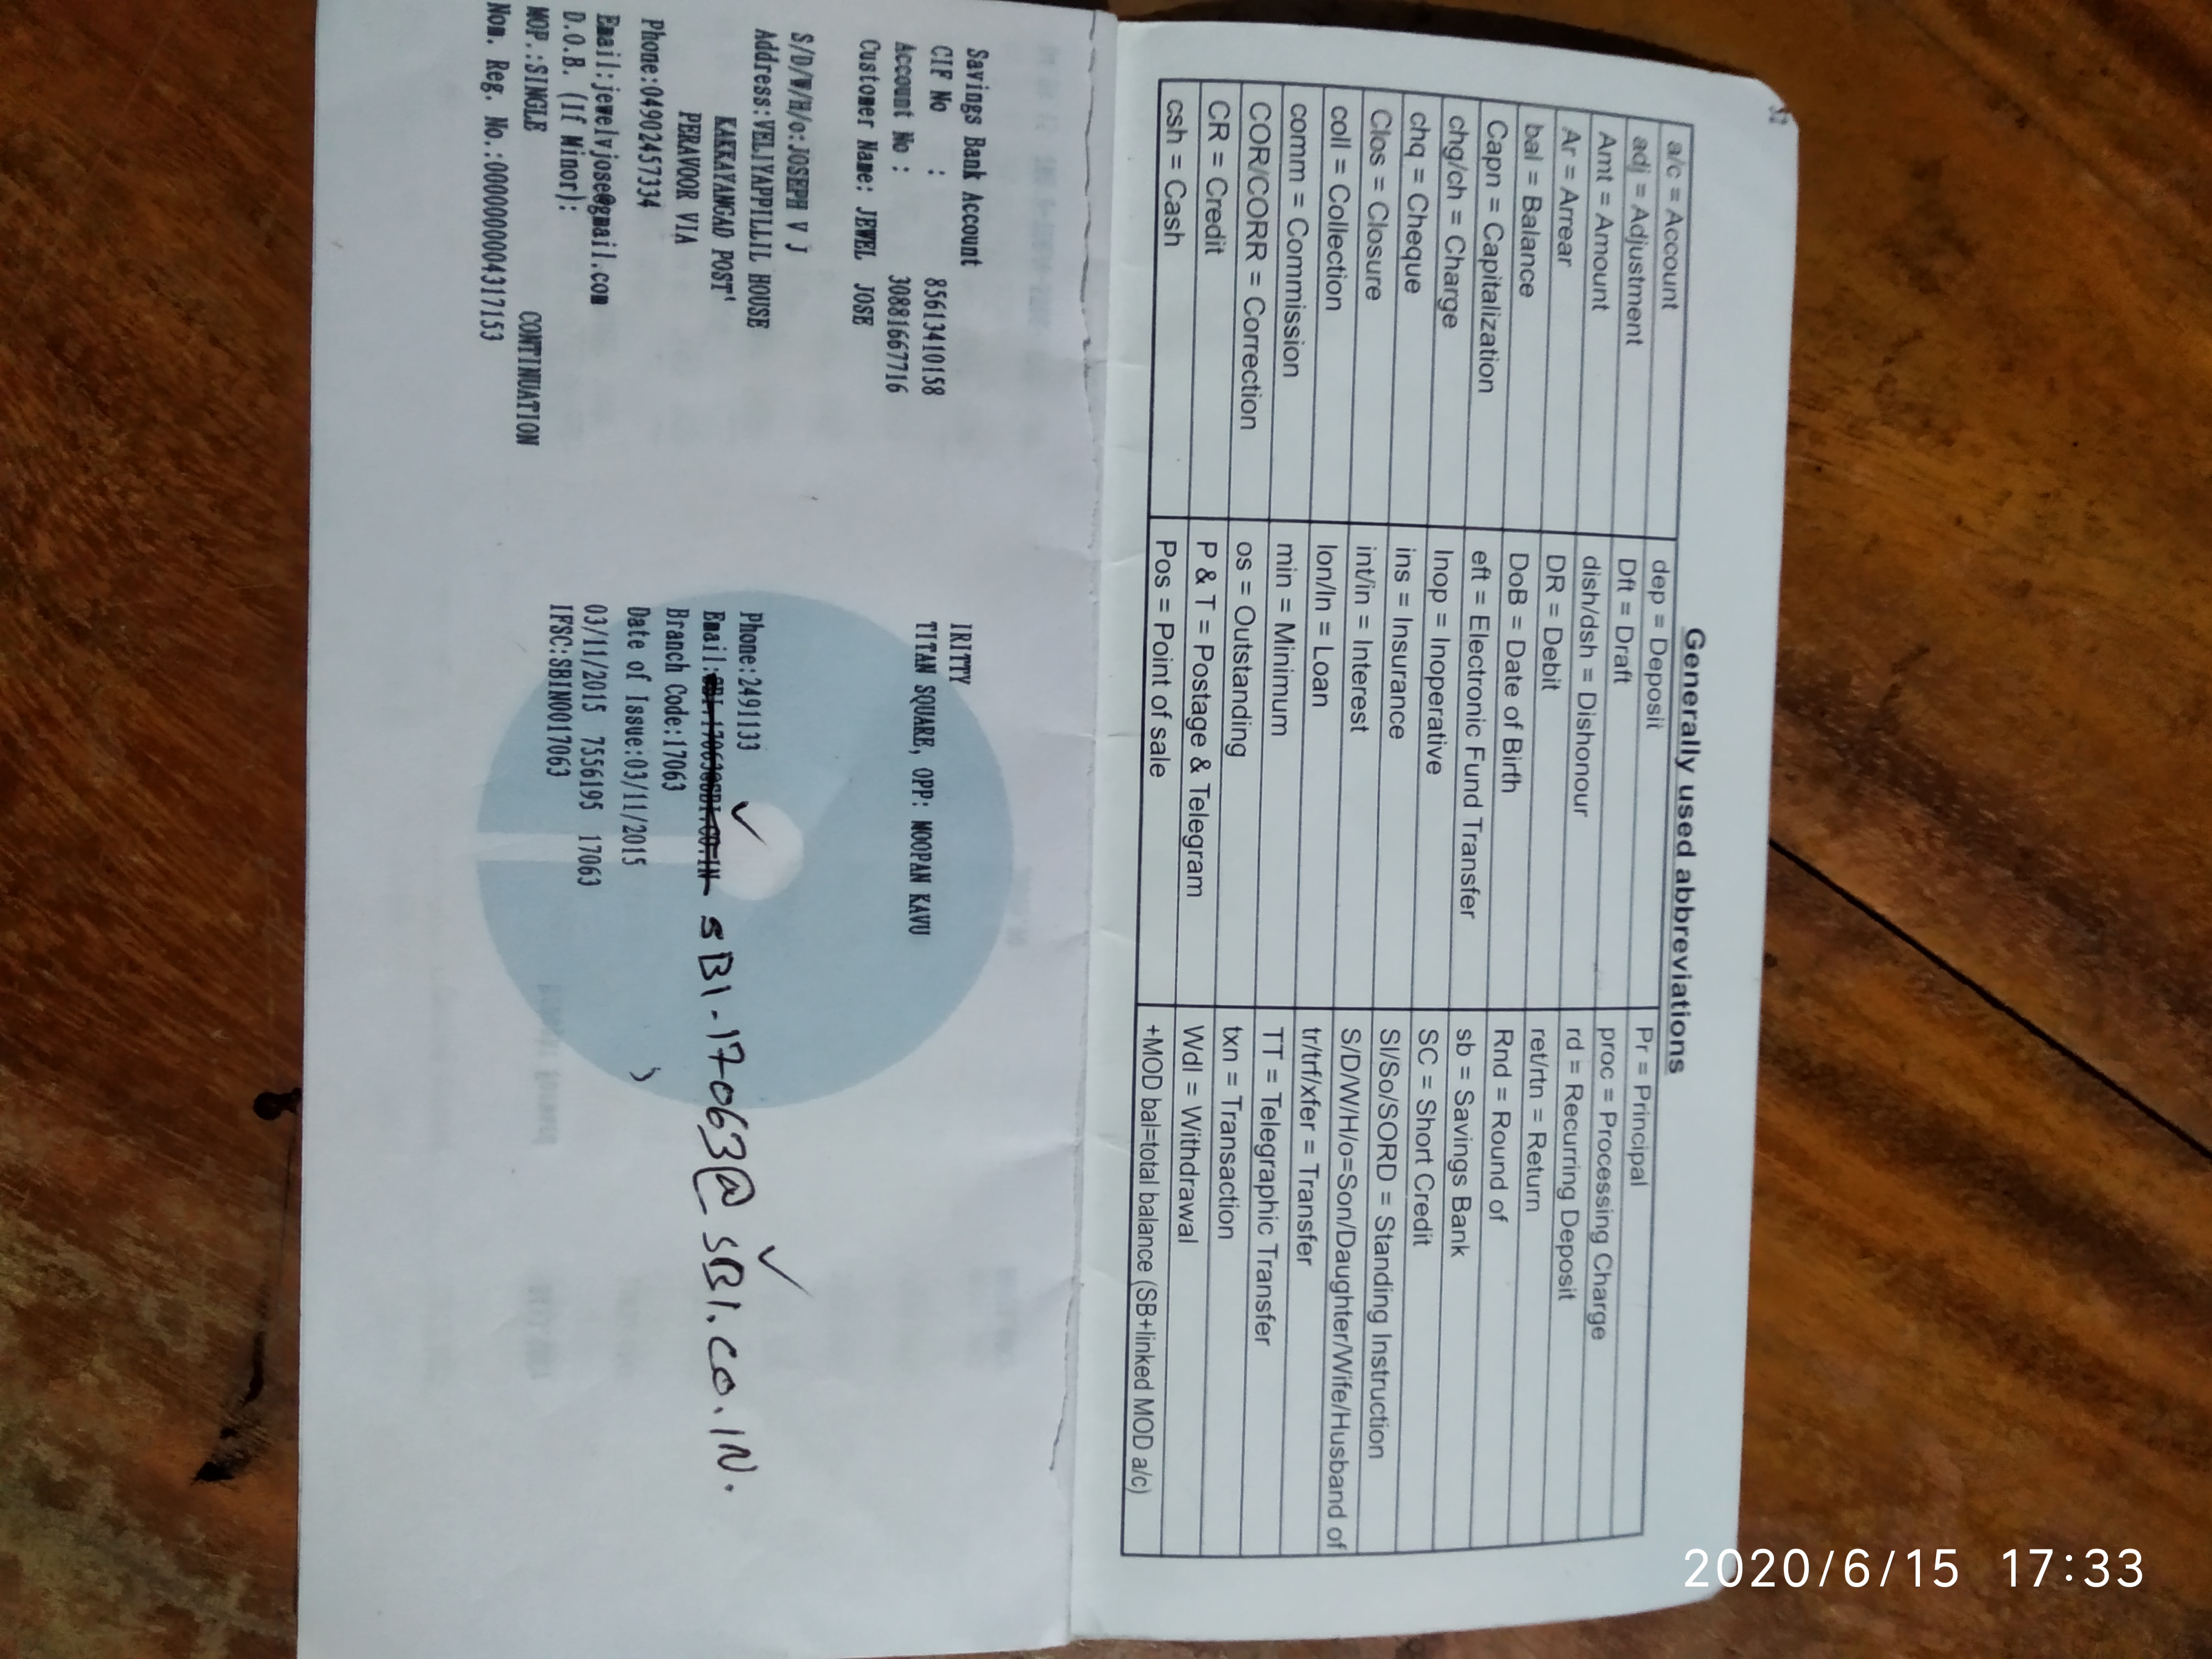 32
Generally used abbreviations
a/c = Account dep = Deposit Pr = Principal
adj = Adjustment Dft = Draft proc = Processing Charge
Amt = Amount dish/dsh = Dishonour rd = Recurring Deposit
Ar = Arrear DR = Debit ret/rtn = Return
bal = Balance DoB = Date of Birth Rnd = Round of
Capn = Capitalization eft = Electronic Fund Transfer sb = Savings Bank
chg/ch = Charge Inop = Inoperative SC = Short Credit
chq = Cheque ins = Insurance SI/So/SORD = Standing Instruction
Clos = Closure int/in = Interest S/D/W/H/o=Son/Daughter/Wife/Husband of
coll = Collection lon/ln = Loan tr/trf/xfer = Transfer
comm = Commission min = Minimum TT = Telegraphic Transfer
COR/CORR = Correction os = Outstanding txn = Transaction
CR = Credit P & T = Postage & Telegram Wdl = Withdrawal
csh = Cash Pos = Point of sale +MOD bal=total balance (SB+linked MOD a/c)
Savings Bank Account
CIF No : 85613410158
Account No : 30881667716
Customer Name: JEWEL JOSE
S/D/W/H/o:JOSEPH V J
Address:VELIYAPPILLIL HOUSE
KAKKAYANGAD POST'
PERAVOOR VIA
Phone:04902457334
Email:jewelvjose@gmail.com
D.O.B. (If Minor):
MOP.:SINGLE CONTINUATION
Nom. Reg. No.:0000000004317153
IRITTY
TITAN SQUARE, OPP: MOOPAN KAVU
Phone:2491133
Email:SBI.17063@SBI.CO.IN SBI.17063@SBI.CO.IN.
Branch Code:17063
Date of Issue:03/11/2015
03/11/2015 7556195 17063
IFSC:SBIN0017063
2020/6/15 17:33